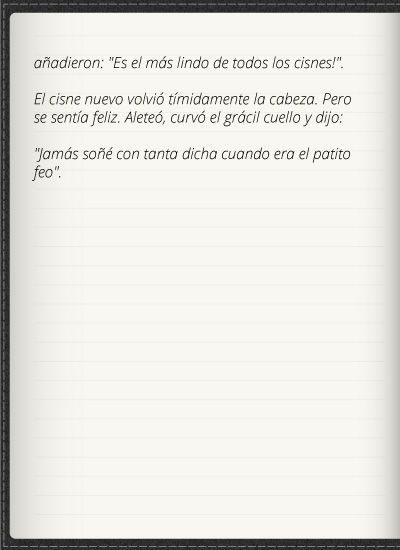 añadieron: "Es el más lindo de todos los cisnes!".
El cisne nuevo volvió tímidamente la cabeza. Pero
se sentía feliz. Aleteó, curvó el grácil cuello y dijo:
"Jamás soñé con tanta dicha cuando era el patito
feo".